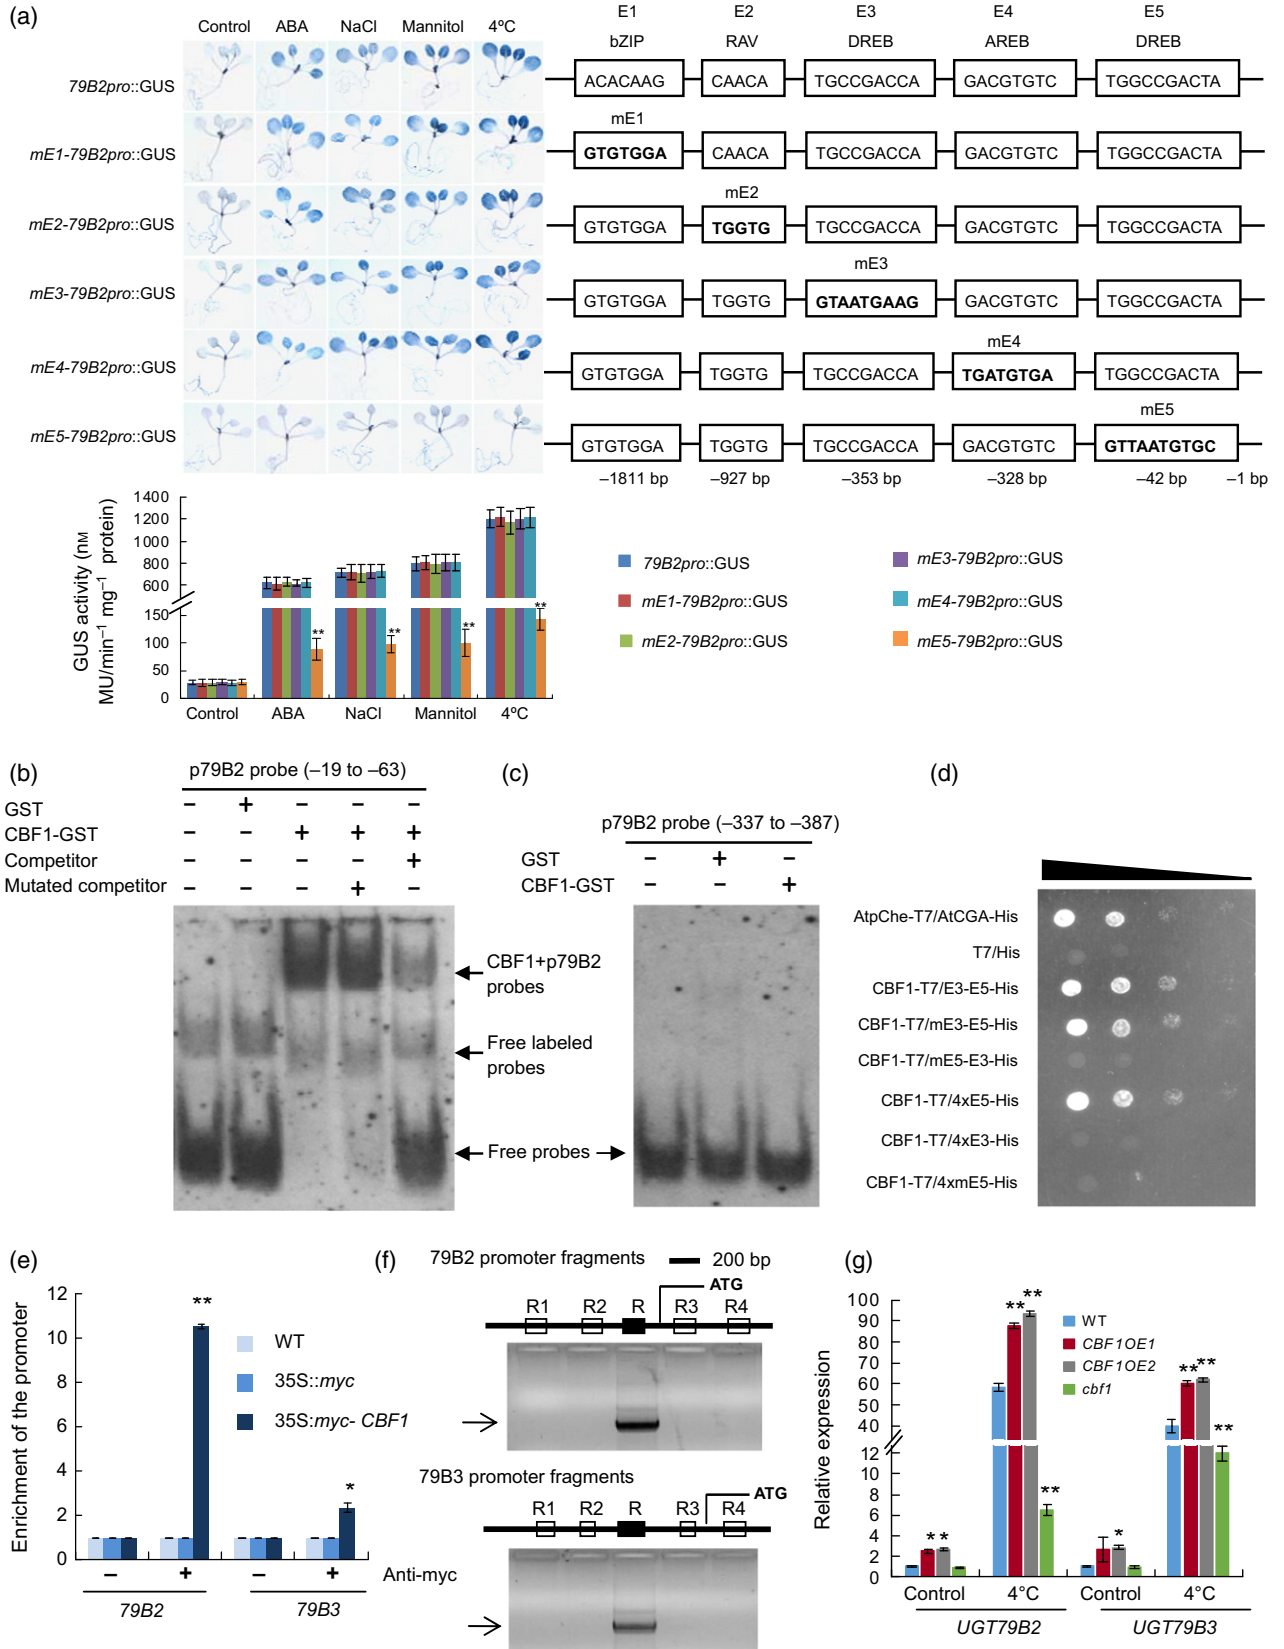 (a)
Control ABA NaCl Mannitol 4ºC
E1 E2 E3 E4 E5
bZIP RAV DREB AREB DREB
79B2pro::GUS
ACACAAG CAACA TGCCGACCA GACGTGTC TGGCCGACTA
mE1
mE1-79B2pro::GUS
GTGTGGA CAACA TGCCGACCA GACGTGTC TGGCCGACTA
mE2
mE2-79B2pro::GUS
GTGTGGA TGGTG TGCCGACCA GACGTGTC TGGCCGACTA
mE3
mE3-79B2pro::GUS
GTGTGGA TGGTG GTAATGAAG GACGTGTC TGGCCGACTA
mE4
mE4-79B2pro::GUS
GTGTGGA TGGTG TGCCGACCA TGATGTGA TGGCCGACTA
mE5
mE5-79B2pro::GUS
GTGTGGA TGGTG TGCCGACCA GACGTGTC GTTAATGTGC
–1811 bp –927 bp –353 bp –328 bp –42 bp –1 bp
GUS activity (nM
MU/min⁻¹ mg⁻¹ protein)
1400
1200
1000
800
600
150
100
50
0
** ** ** **
Control ABA NaCl Mannitol 4ºC
79B2pro::GUS
mE1-79B2pro::GUS
mE2-79B2pro::GUS
mE3-79B2pro::GUS
mE4-79B2pro::GUS
mE5-79B2pro::GUS
(b)
p79B2 probe (–19 to –63)
GST – + – – –
CBF1-GST – – + + +
Competitor – – – – +
Mutated competitor – – – + –
CBF1+p79B2
probes
Free labeled
probes
Free probes
(c)
p79B2 probe (–337 to –387)
GST – + –
CBF1-GST – – +
(d)
AtpChe-T7/AtCGA-His
T7/His
CBF1-T7/E3-E5-His
CBF1-T7/mE3-E5-His
CBF1-T7/mE5-E3-His
CBF1-T7/4xE5-His
CBF1-T7/4xE3-His
CBF1-T7/4xmE5-His
(e)
Enrichment of the promoter
12
10
8
6
4
2
0
**
*
WT
35S::myc
35S:myc- CBF1
– + – + Anti-myc
79B2 79B3
(f)
79B2 promoter fragments 200 bp
ATG
R1 R2 R R3 R4
79B3 promoter fragments
ATG
R1 R2 R R3 R4
(g)
Relative expression
100
90
80
70
60
50
40
12
10
8
6
4
2
0
** ** ** ** ** * ** ** **
WT
CBF1OE1
CBF1OE2
cbf1
Control 4°C Control 4°C
UGT79B2 UGT79B3